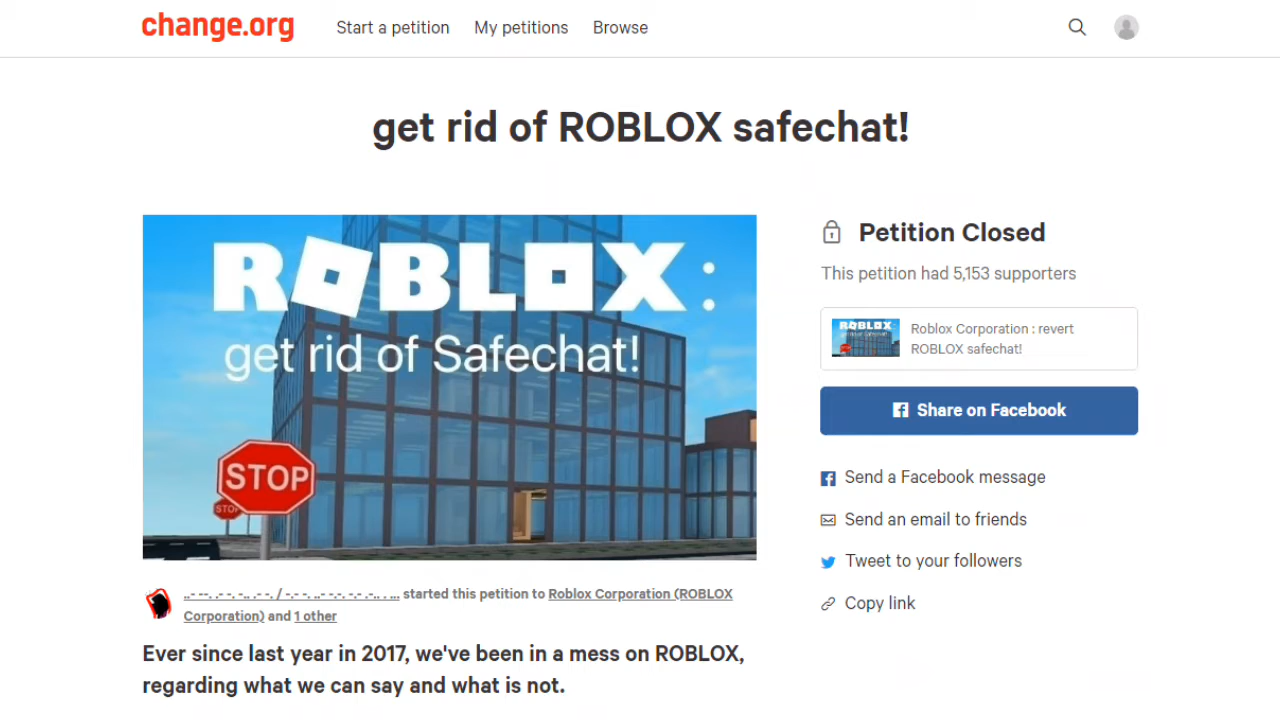 change.org
Start a petition
My petitions
Browse
get rid of ROBLOX safechat!
ROBLOX:
get rid of Safechat!
STOP
STOP
started this petition to Roblox Corporation (ROBLOX
Corporation) and 1 other
Ever since last year in 2017, we've been in a mess on ROBLOX,
regarding what we can say and what is not.
Petition Closed
This petition had 5,153 supporters
ROBLOX
Roblox Corporation : revert
ROBLOX safechat!
Share on Facebook
Send a Facebook message
Send an email to friends
Tweet to your followers
Copy link